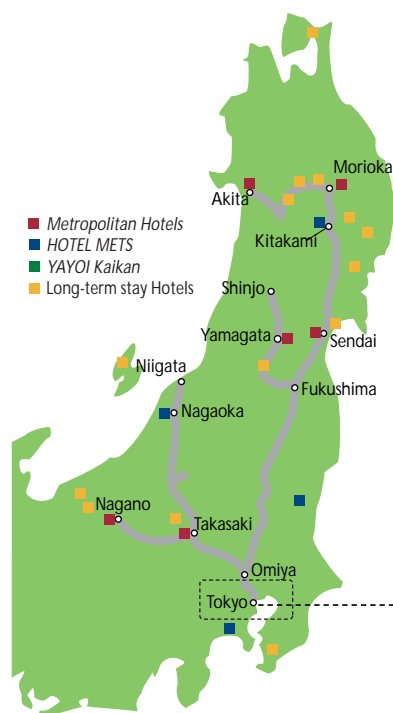 Morioka
Akita
Metropolitan Hotels
HOTEL METS
YAYOI Kaikan
Long-term stay Hotels
Kitakami
Shinjo
Yamagata
Sendai
Niigata
Fukushima
Nagaoka
Nagano
Takasaki
Omiya
Tokyo